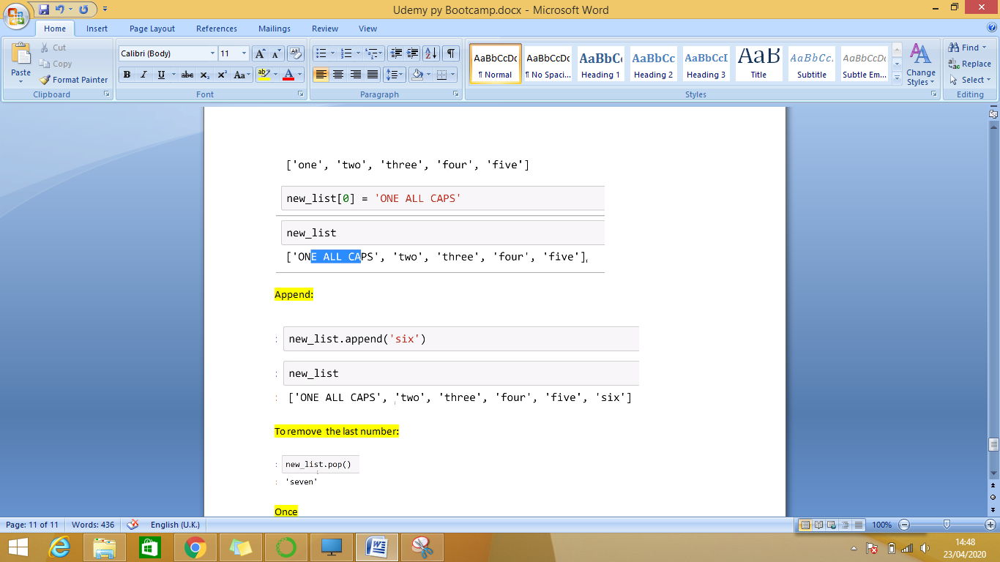 Udemy py Bootcamp.docx - Microsoft Word
Home Insert Page Layout References Mailings Review View
Paste
Cut
Copy
Format Painter
Clipboard
Calibri (Body) 11
B I U abc x₂ x² Aa
Font
Paragraph
AaBbCcDc AaBbCcDc AaBbC AaBbCc AaBbCcI AaB AaBbCc. AaBbCcDc
¶ Normal ¶ No Spaci... Heading 1 Heading 2 Heading 3 Title Subtitle Subtle Em...
Change Styles
Styles
Find
Replace
Select
Editing
['one', 'two', 'three', 'four', 'five']
new_list[0] = 'ONE ALL CAPS'
new_list
['ONE ALL CAPS', 'two', 'three', 'four', 'five']
Append:
: new_list.append('six')
: new_list
: ['ONE ALL CAPS', 'two', 'three', 'four', 'five', 'six']
To remove the last number:
: new_list.pop()
: 'seven'
Once
Page: 11 of 11 Words: 436 English (U.K.) 100%
14:48
23/04/2020